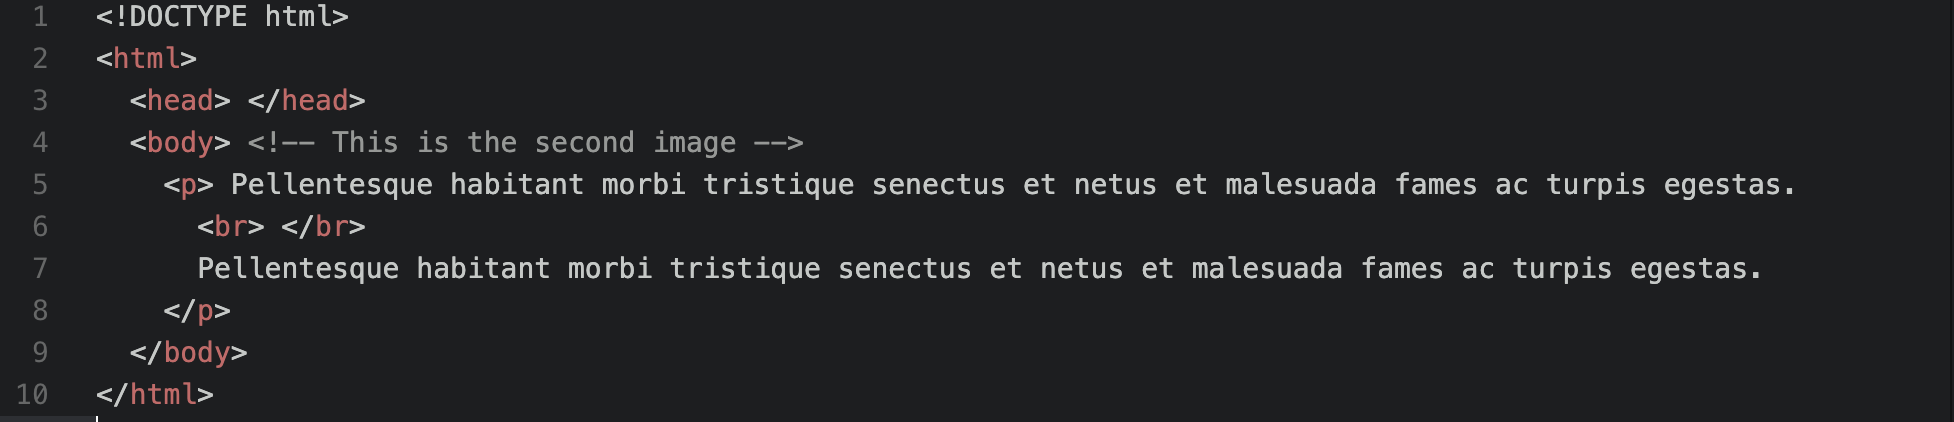 1 <!DOCTYPE html>
2 <html>
3 <head> </head>
4 <body> <!-- This is the second image -->
5 <p> Pellentesque habitant morbi tristique senectus et netus et malesuada fames ac turpis egestas.
6 <br> </br>
7 Pellentesque habitant morbi tristique senectus et netus et malesuada fames ac turpis egestas.
8 </p>
9 </body>
10 </html>